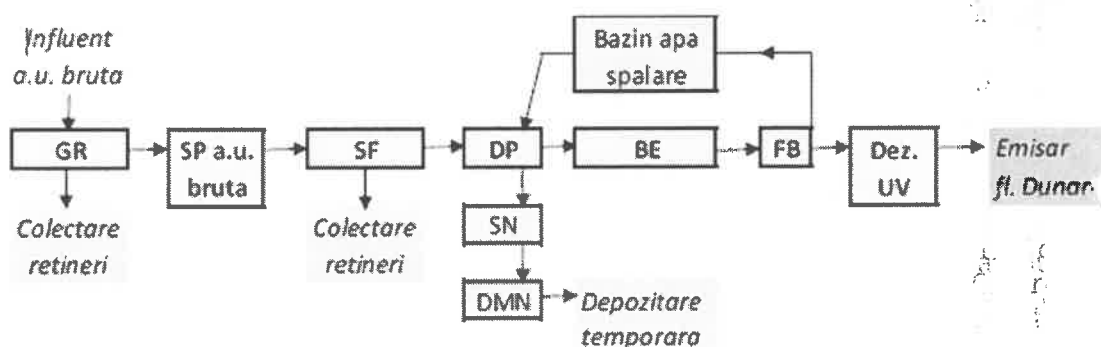 Influent
a.u. bruta
Bazin apa
spalare
GR
SP a.u.
bruta
SF
DP
BE
FB
Dez.
UV
Emisar
fl. Dunar
Colectare
retineri
Colectare
retineri
SN
DMN
Depozitare
temporara